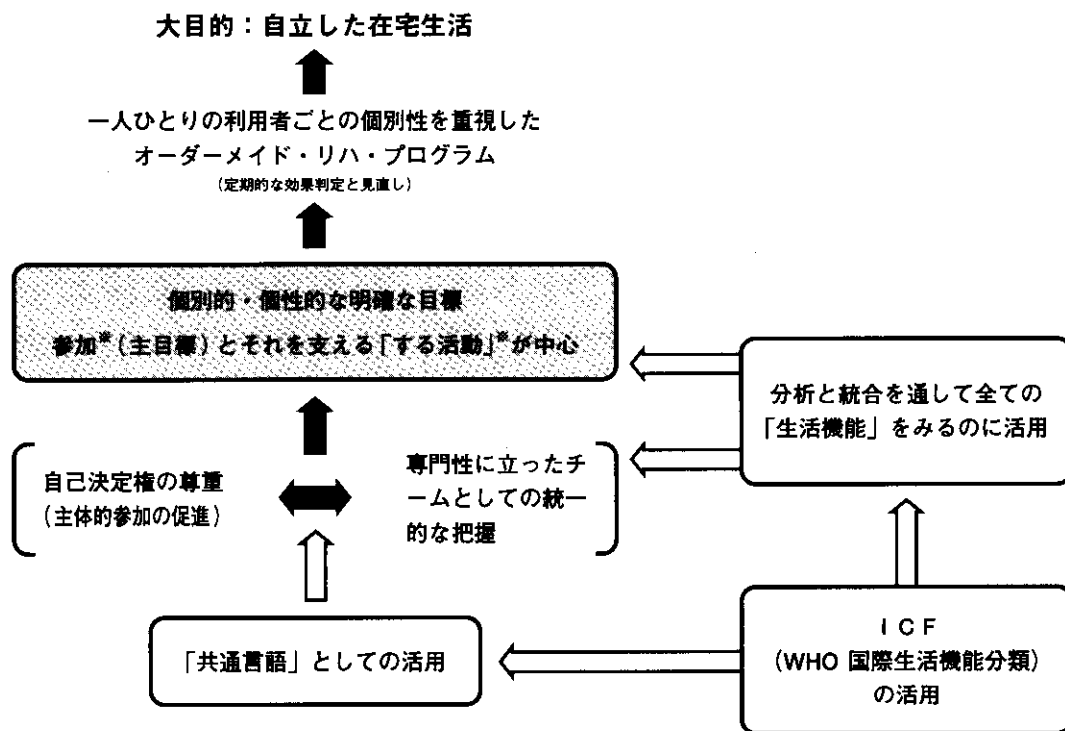 大目的：自立した在宅生活
一人ひとりの利用者ごとの個別性を重視した
オーダーメイド・リハ・プログラム
（定期的な効果判定と見直し）
個別的・個性的な明確な目標
参加※（主目標）とそれを支える「する活動」※が中心
分析と統合を通して全ての
「生活機能」をみるのに活用
自己決定権の尊重
（主体的参加の促進）
専門性に立ったチ
ームとしての統一
的な把握
「共通言語」としての活用
ＩＣＦ
（WHO 国際生活機能分類）
の活用